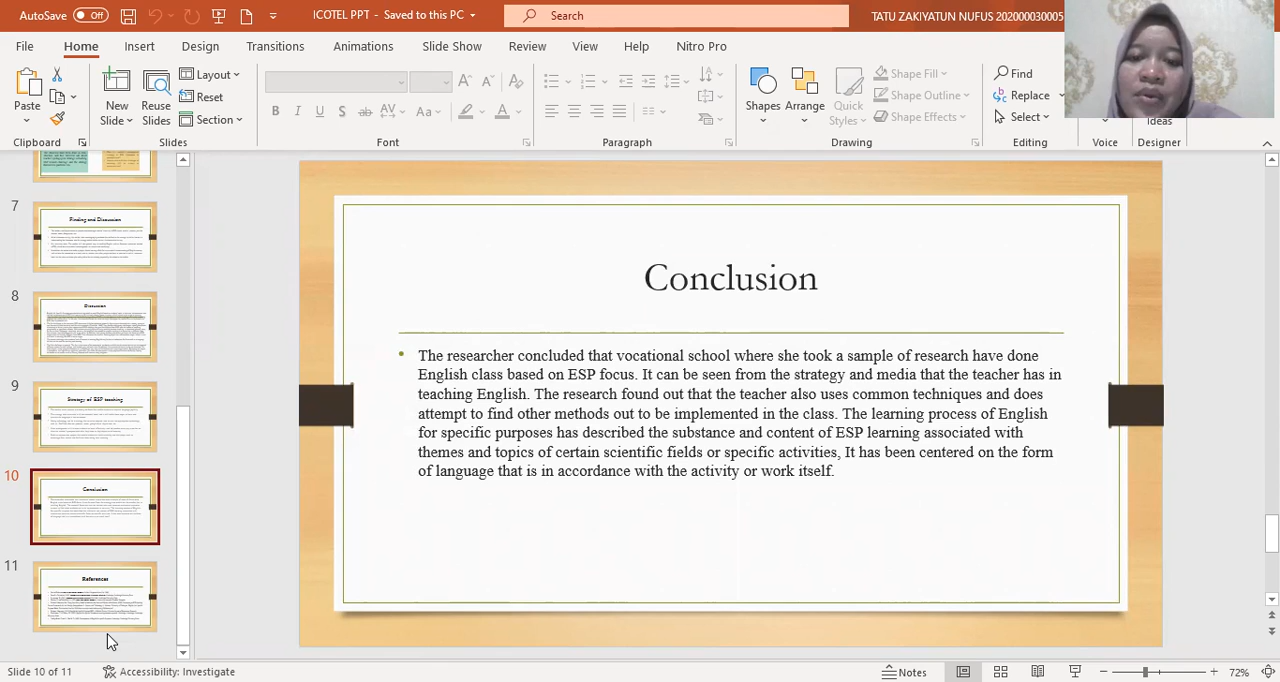 AutoSave Off ICOTEL PPT - Saved to this PC Search TATU ZAKIYATUN NUFUS 202000030005
File Home Insert Design Transitions Animations Slide Show Review View Help Nitro Pro
Paste New Slide Reuse Slides Layout Reset Section
Shapes Arrange Quick Styles Shape Fill Shape Outline Shape Effects
Find Replace Select Ideas
Clipboard Slides Font Paragraph Drawing Editing Voice Designer
7
Finding and Discussion
8
Discussion
9
Strategy of ESP teaching
10
Conclusion
11
References
Conclusion
The researcher concluded that vocational school where she took a sample of research have done
English class based on ESP focus. It can be seen from the strategy and media that the teacher has in
teaching English. The research found out that the teacher also uses common techniques and does
attempt to find other methods out to be implemented in the class. The learning process of English
for specific purposes has described the substance and content of ESP learning associated with
themes and topics of certain scientific fields or specific activities, It has been centered on the form
of language that is in accordance with the activity or work itself.
Slide 10 of 11 Accessibility: Investigate Notes 72%